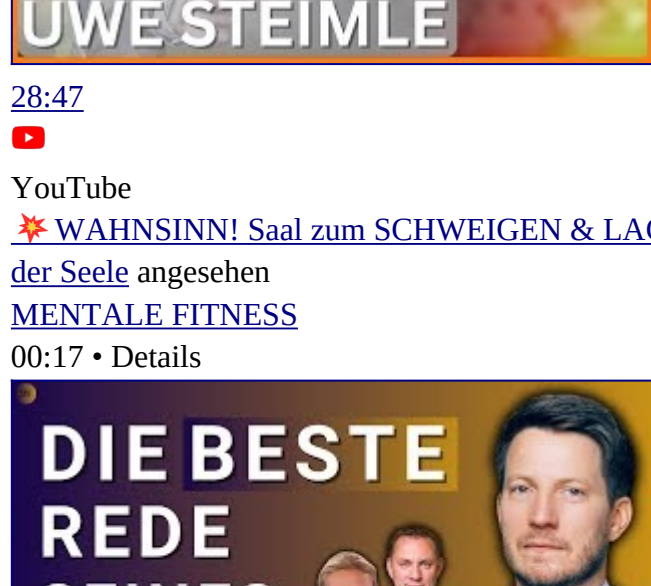 UWE STEIMLE
28:47
YouTube
💥 WAHNSINN! Saal zum SCHWEIGEN &
der Seele angesehen
MENTALE FITNESS
00:17 • Details
DIE BESTE
REDE